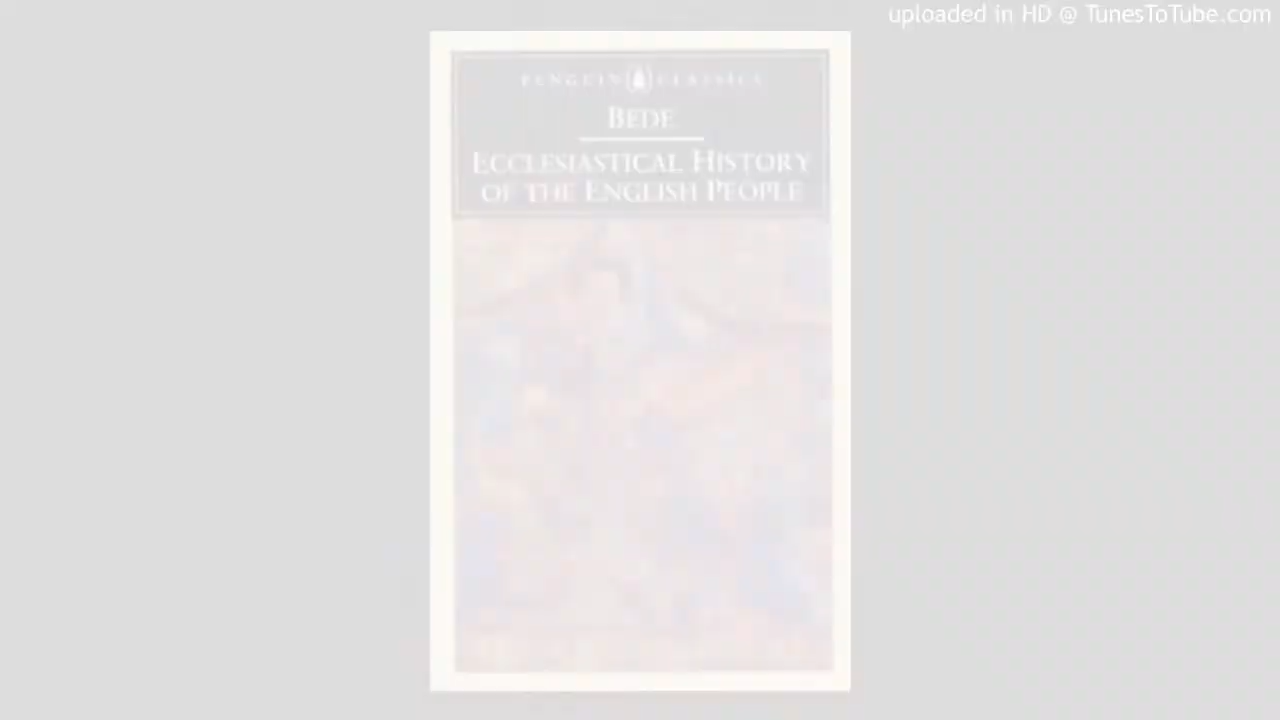 uploaded in HD @ TunesToTube.com
PENGUIN CLASSICS
BEDE
ECCLESIASTICAL HISTORY
OF THE ENGLISH PEOPLE